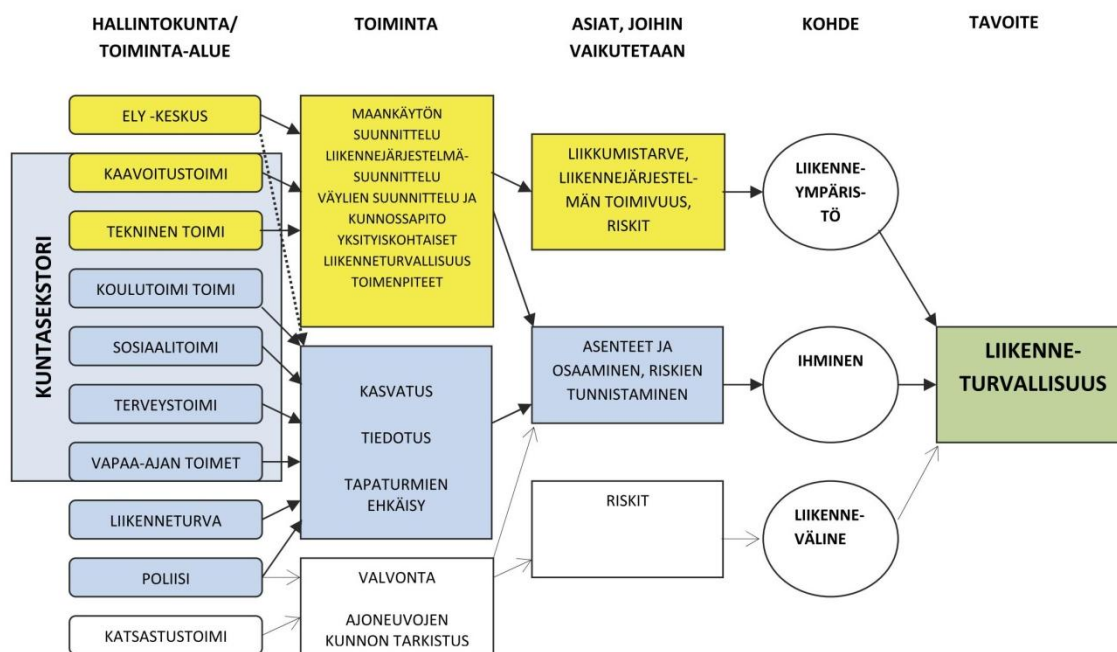 HALLINTOKUNTA/
TOIMINTA-ALUE
TOIMINTA
ASIAT, JOIHIN
VAIKUTETAAN
KOHDE
TAVOITE
KUNTASEKSTORI
ELY -KESKUS
KAAVOITUSTOIMI
TEKNINEN TOIMI
KOULUTOIMI TOIMI
SOSIAALITOIMI
TERVEYSTOIMI
VAPAA-AJAN TOIMET
LIIKENNETURVA
POLIISI
KATSASTUSTOIMI
MAANKÄYTÖN
SUUNNITTELU
LIIKENNEJÄRJESTELMÄ-
SUUNITTELU
VÄYLIEN SUUNITTELU JA
KUNNOSSAPITO
YKSITYISKOHTAISET
LIIKENNETURVALLISUUS
TOIMENPITEET
KASVATUS
TIEDOTUS
TAPATURMIEN
EHKÄISY
VALVONTA
AJONEUVOJEN
KUNNON TARKISTUS
LIIKKUMISTARVE,
LIIKENNEJÄRJESTEL-
MÄN TOIMIVUUS,
RISKIT
ASENTEET JA
OSAAMINEN, RISKIEN
TUNNISTAMINEN
RISKIT
LIIKENNE-
YMPÄRIS-
TÖ
IHMINEN
LIIKENNE-
VÄLINE
LIIKENNE-
TURVALLISUUS